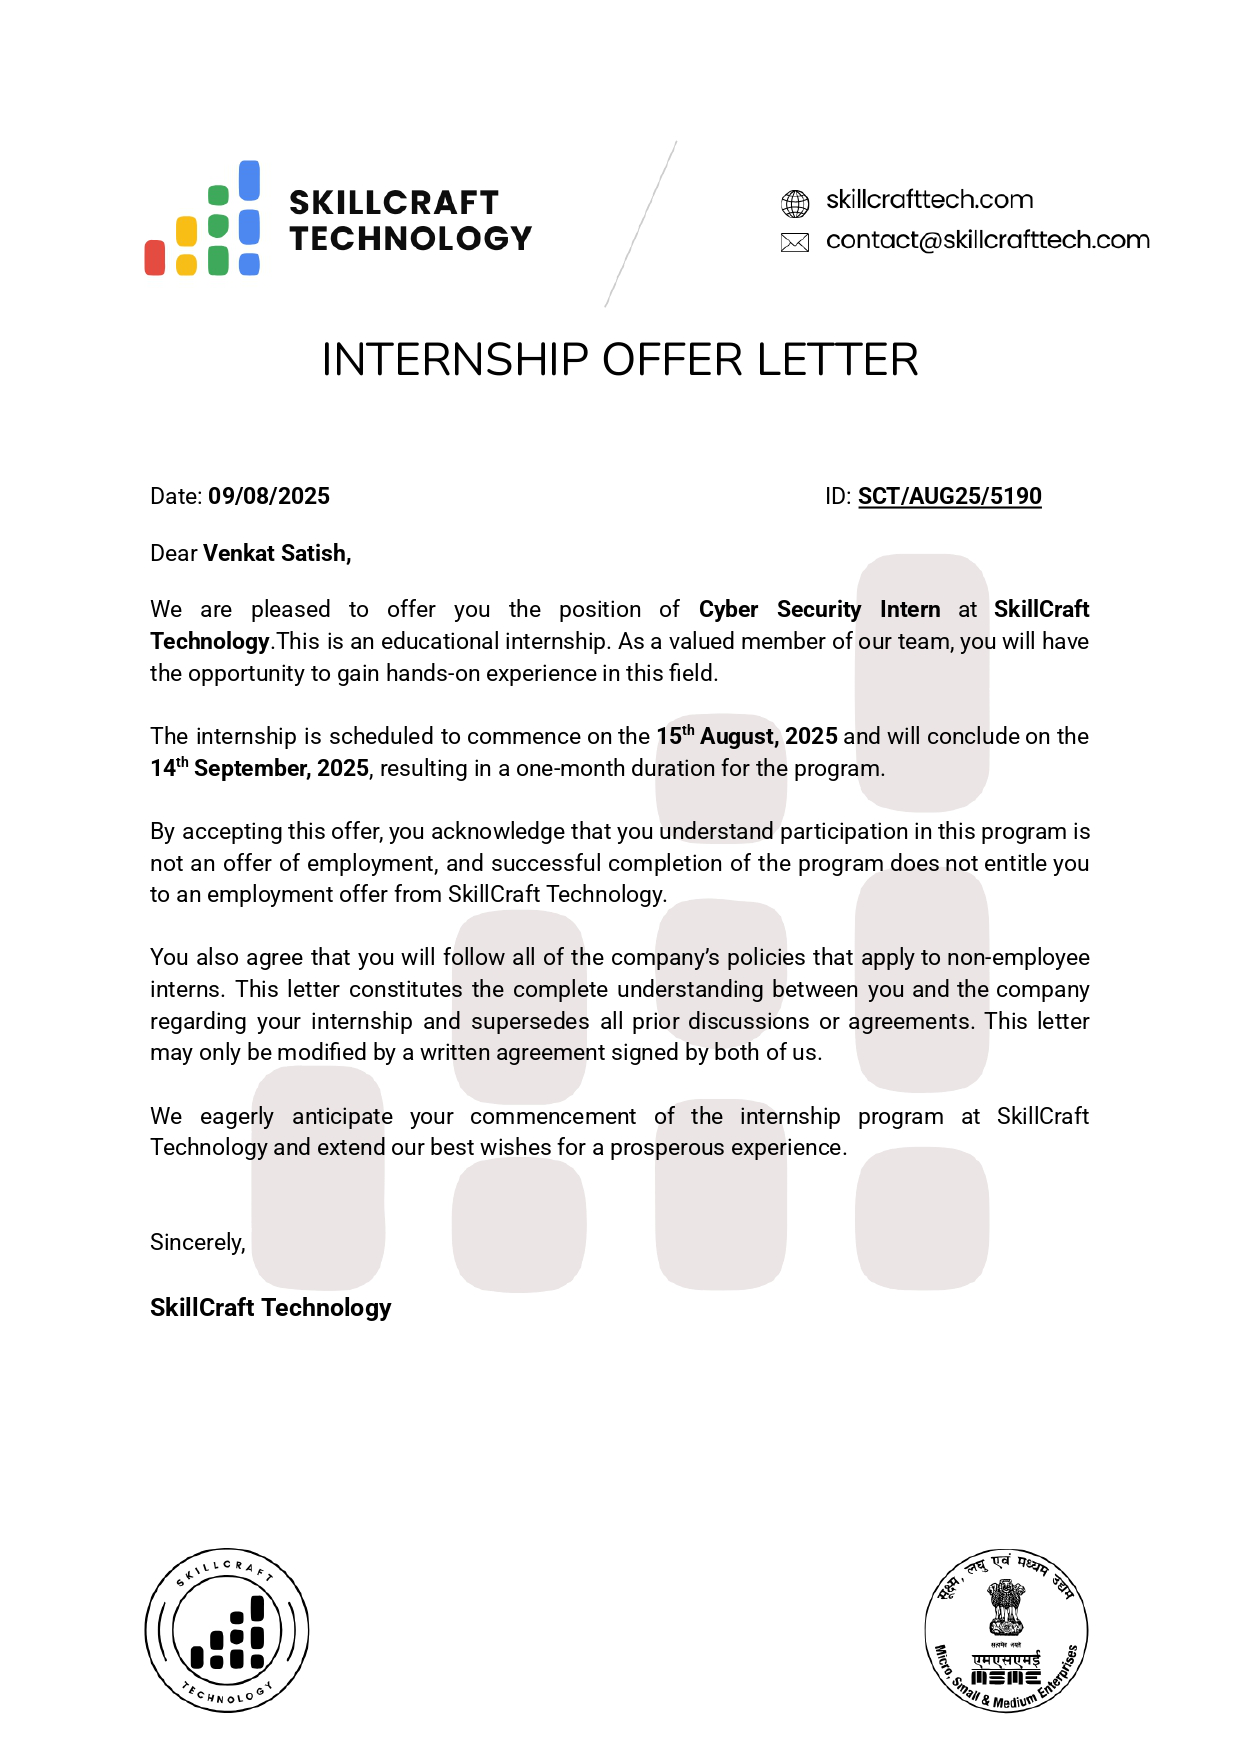 SKILLCRAFT
TECHNOLOGY
skillcrafttech.com
contact@skillcrafttech.com
INTERNSHIP OFFER LETTER
Date: 09/08/2025 ID: SCT/AUG25/5190
Dear Venkat Satish,
We are pleased to offer you the position of Cyber Security Intern at SkillCraft
Technology.This is an educational internship. As a valued member of our team, you will have
the opportunity to gain hands-on experience in this field.
The internship is scheduled to commence on the 15th August, 2025 and will conclude on the
14th September, 2025, resulting in a one-month duration for the program.
By accepting this offer, you acknowledge that you understand participation in this program is
not an offer of employment, and successful completion of the program does not entitle you
to an employment offer from SkillCraft Technology.
You also agree that you will follow all of the company’s policies that apply to non-employee
interns. This letter constitutes the complete understanding between you and the company
regarding your internship and supersedes all prior discussions or agreements. This letter
may only be modified by a written agreement signed by both of us.
We eagerly anticipate your commencement of the internship program at SkillCraft
Technology and extend our best wishes for a prosperous experience.
Sincerely,
SkillCraft Technology
SKILLCRAFT
TECHNOLOGY
सूक्ष्म, लघु एवं मध्यम उद्यम
सत्यमेव जयते
एमएसएमई
MSME
Micro, Small & Medium Enterprises